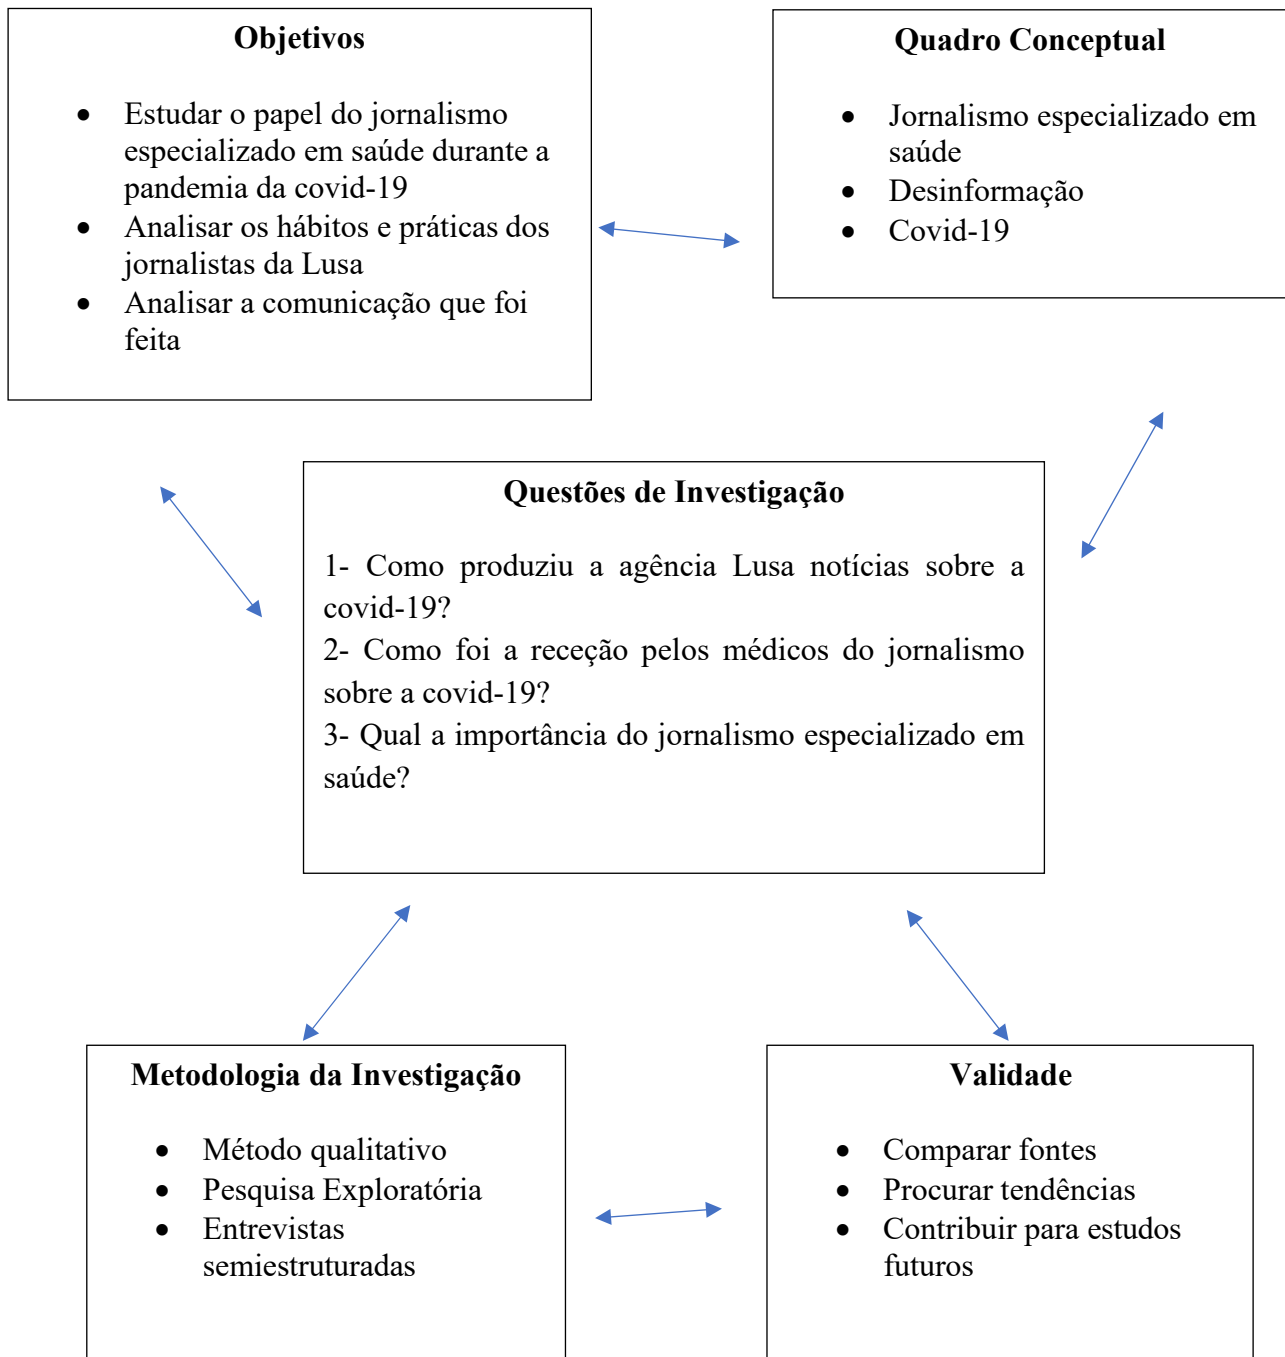 Objetivos
• Estudar o papel do jornalismo
especializado em saúde durante a
pandemia da covid-19
• Analisar os hábitos e práticas dos
jornalistas da Lusa
• Analisar a comunicação que foi
feita
Quadro Conceptual
• Jornalismo especializado em
saúde
• Desinformação
• Covid-19
Questões de Investigação
1- Como produziu a agência Lusa notícias sobre a
covid-19?
2- Como foi a receção pelos médicos do jornalismo
sobre a covid-19?
3- Qual a importância do jornalismo especializado em
saúde?
Metodologia da Investigação
• Método qualitativo
• Pesquisa Exploratória
• Entrevistas
semiestruturadas
Validade
• Comparar fontes
• Procurar tendências
• Contribuir para estudos
futuros